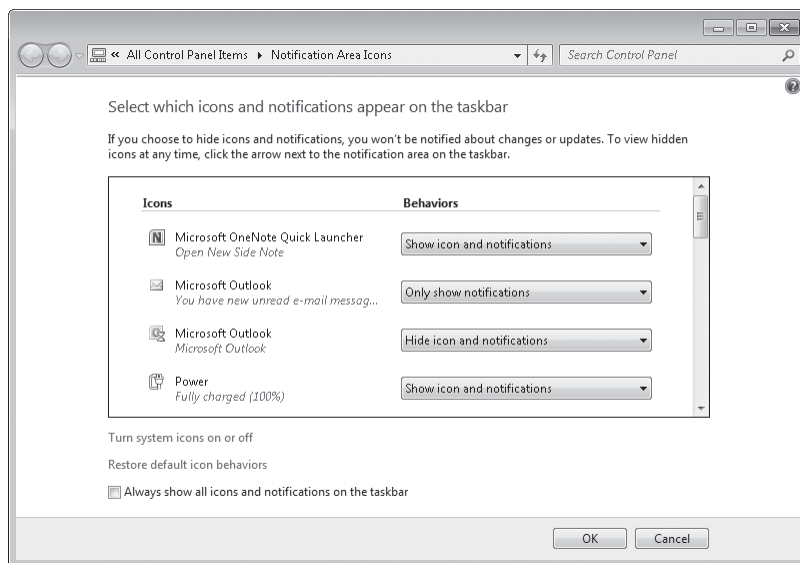 « All Control Panel Items ▸ Notification Area Icons
Search Control Panel
Select which icons and notifications appear on the taskbar
If you choose to hide icons and notifications, you won't be notified about changes or updates. To view hidden
icons at any time, click the arrow next to the notification area on the taskbar.
Icons Behaviors
Microsoft OneNote Quick Launcher
Open New Side Note
Show icon and notifications
Microsoft Outlook
You have new unread e-mail messag...
Only show notifications
Microsoft Outlook
Microsoft Outlook
Hide icon and notifications
Power
Fully charged (100%)
Show icon and notifications
Turn system icons on or off
Restore default icon behaviors
Always show all icons and notifications on the taskbar
OK Cancel